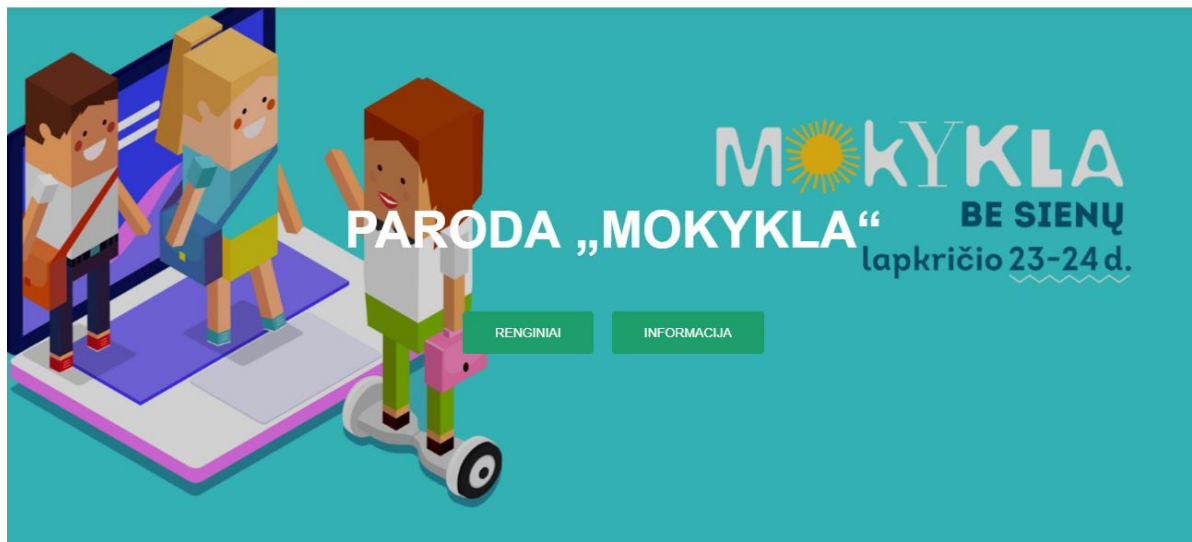 MOKYKLA
BE SIENŲ
lapkričio 23-24 d.
PARODA „MOKYKLA“
RENGINIAI
INFORMACIJA